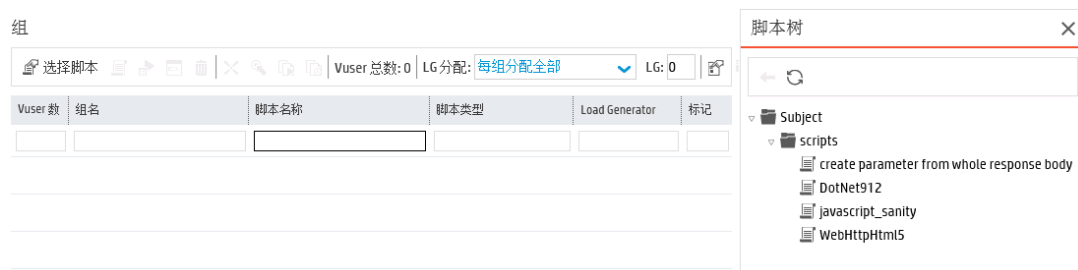 组
脚本树
选择脚本 Vuser 总数: 0 LG 分配: 每组分配全部 LG: 0
Vuser 数 组名 脚本名称 脚本类型 Load Generator 标记
Subject
scripts
create parameter from whole response body
DotNet912
javascript_sanity
WebHttpHtml5